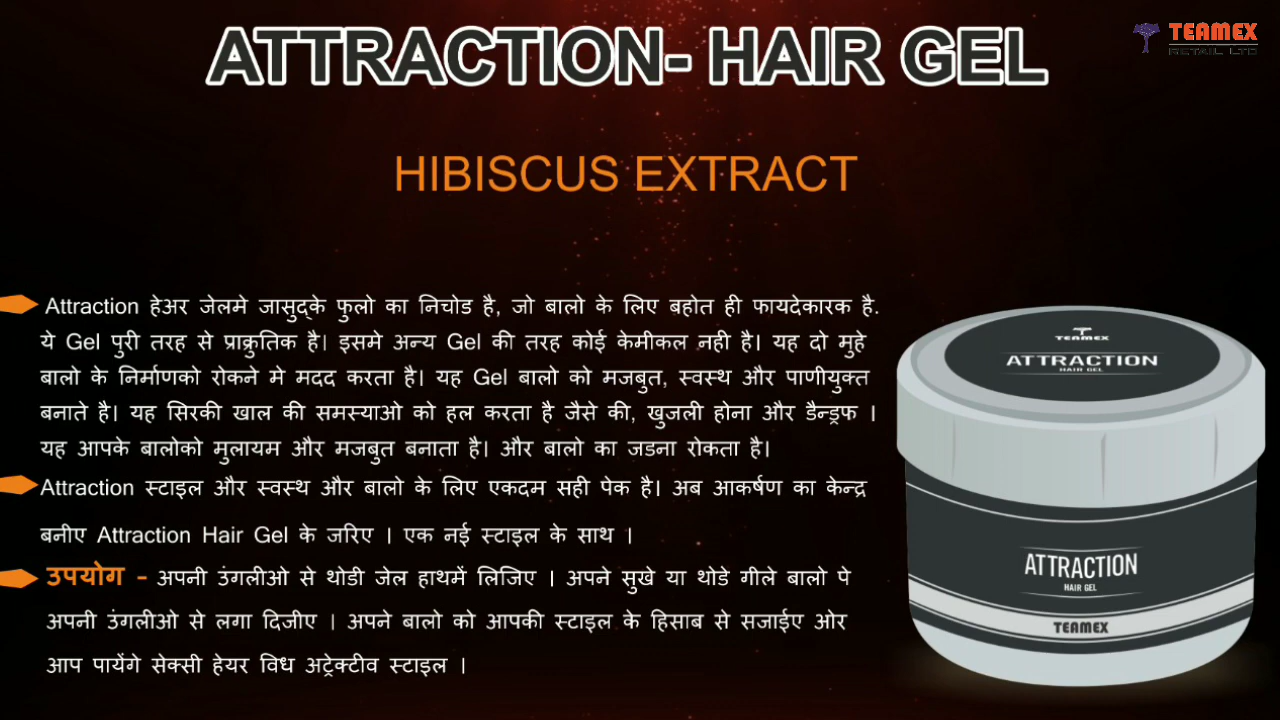 ATTRACTION- HAIR GEL
TEAMEX
RETAIL LTD
HIBISCUS EXTRACT
Attraction हेअर जेलमे जासुद्के फुलो का निचोड है, जो बालो के लिए बहोत ही फायदेकारक है.
ये Gel पुरी तरह से प्राक्रुतिक है। इसमे अन्य Gel की तरह कोई केमीकल नही है। यह दो मुहे
बालो के निर्माणको रोकने मे मदद करता है। यह Gel बालो को मजबुत, स्वस्थ और पाणीयुक्त
बनाते है। यह सिरकी खाल की समस्याओ को हल करता है जैसे की, खुजली होना और डैन्ड्रफ ।
यह आपके बालोको मुलायम और मजबुत बनाता है। और बालो का जडना रोकता है।
Attraction स्टाइल और स्वस्थ और बालो के लिए एकदम सही पेक है। अब आकर्षण का केन्द्र
बनीए Attraction Hair Gel के जरिए । एक नई स्टाइल के साथ ।
उपयोग - अपनी उंगलीओ से थोडी जेल हाथमें लिजिए । अपने सुखे या थोडे गीले बालो पे
अपनी उंगलीओ से लगा दिजीए । अपने बालो को आपकी स्टाइल के हिसाब से सजाईए ओर
आप पायेंगे सेक्सी हेयर विध अट्रेक्टीव स्टाइल ।
TEAMEX
ATTRACTION
HAIR GEL
ATTRACTION
HAIR GEL
TEAMEX